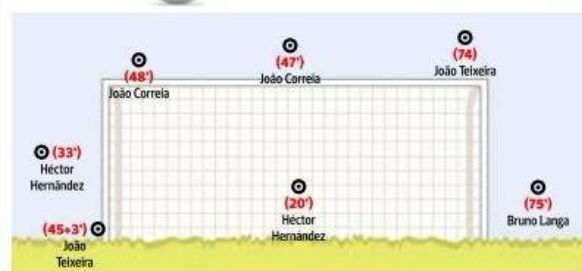 (48')
João Correia
(47')
João Correia
(74)
João Teixeira
(33')
Héctor
Hernández
(20')
Héctor
Hernández
(75')
Bruno Langa
(45+3')
João
Teixeira